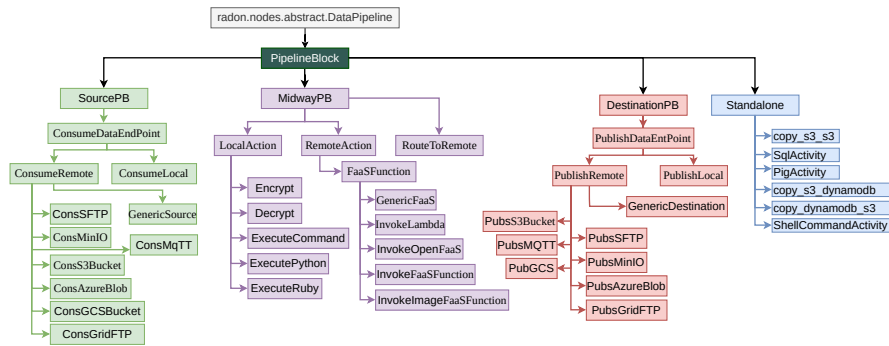 radon.nodes.abstract.DataPipeline
PipelineBlock
SourcePB
MidwayPB
DestinationPB
Standalone
ConsumeDataEndPoint
ConsumeRemote
ConsumeLocal
GenericSource
ConsSFTP
ConsMinIO
ConsMqTT
ConsS3Bucket
ConsAzureBlob
ConsGCSBucket
ConsGridFTP
LocalAction
RemoteAction
RouteToRemote
Encrypt
Decrypt
ExecuteCommand
ExecutePython
ExecuteRuby
FaaSFunction
GenericFaaS
InvokeLambda
InvokeOpenFaaS
InvokeFaaSFunction
InvokeImageFaaSFunction
PublishDataEntPoint
PublishRemote
PublishLocal
GenericDestination
PubsS3Bucket
PubsMQTT
PubGCS
PubsSFTP
PubsMinIO
PubsAzureBlob
PubsGridFTP
copy_s3_s3
SqlActivity
PigActivity
copy_s3_dynamodb
copy_dynamodb_s3
ShellCommandActivity